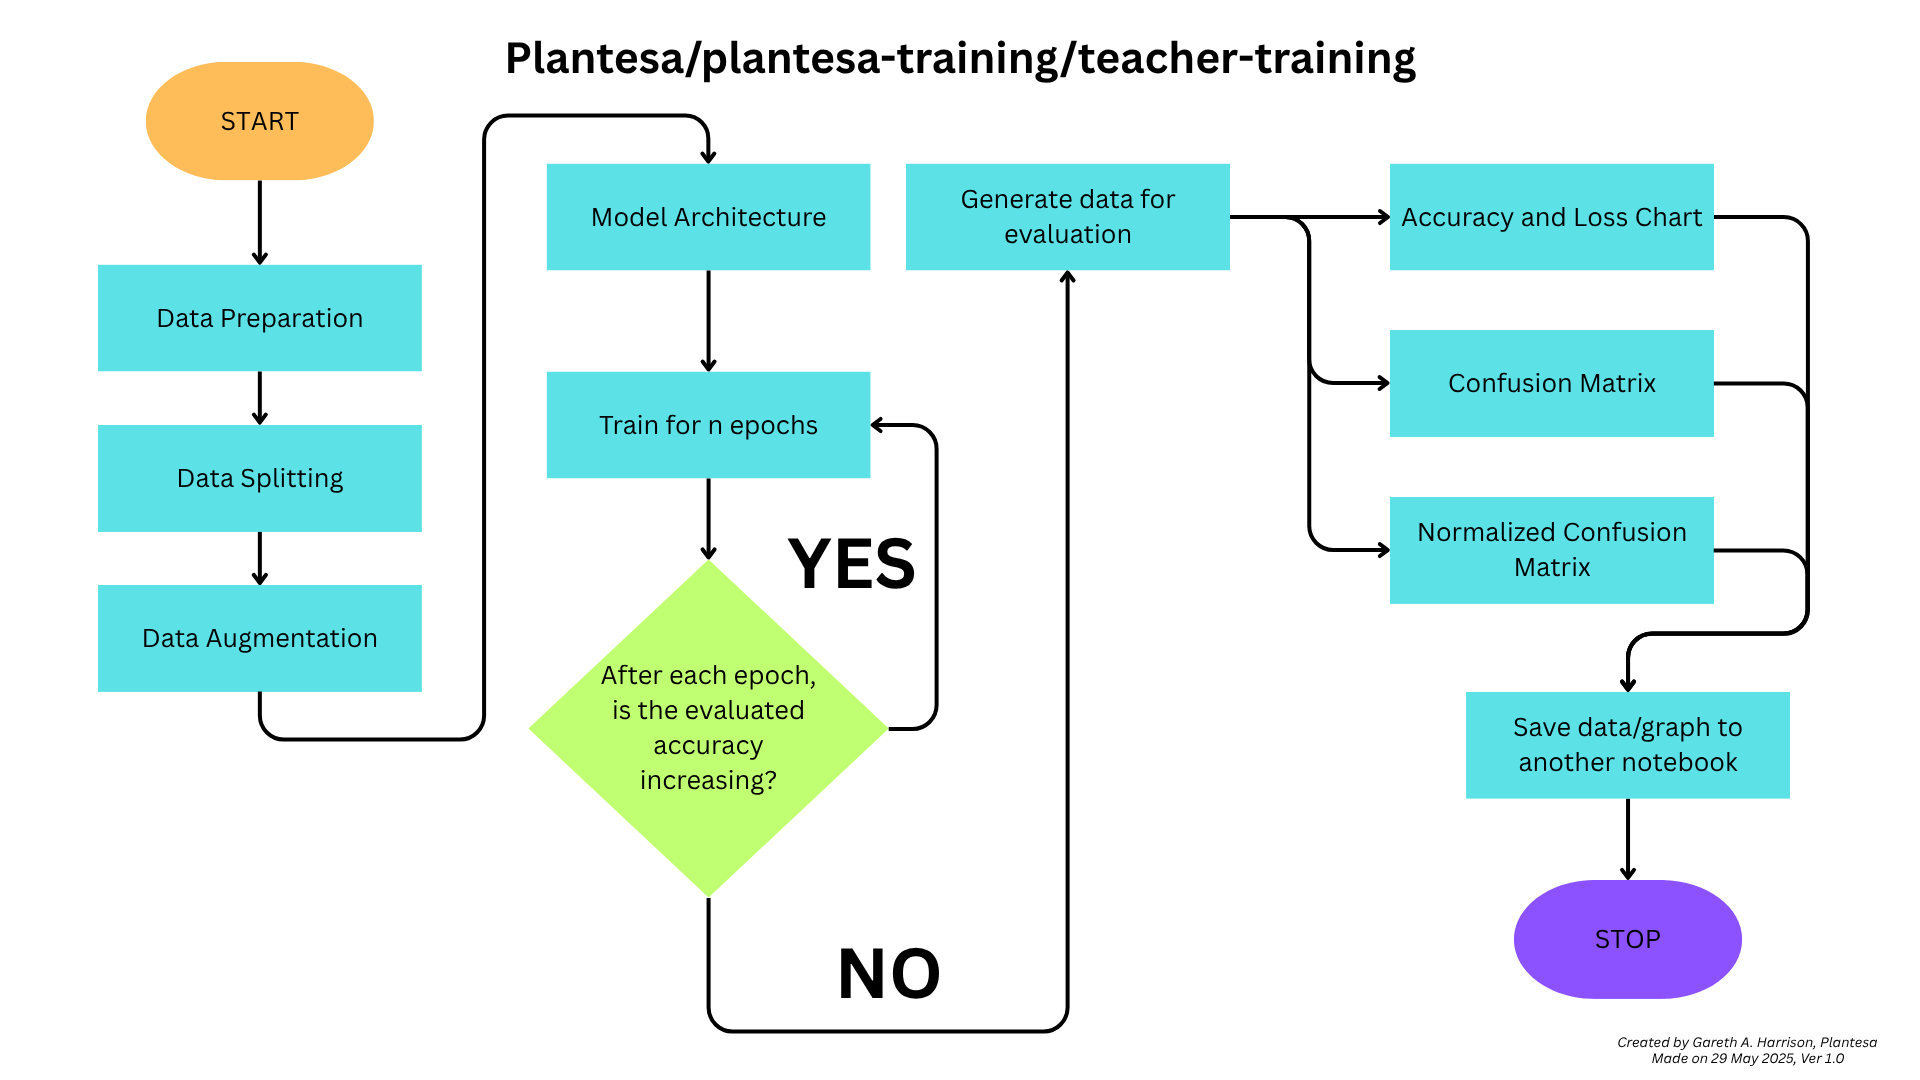 Plantesa/plantesa-training/teacher-training
START
Data Preparation
Data Splitting
Data Augmentation
Model Architecture
Train for n epochs
YES
After each epoch,
is the evaluated
accuracy
increasing?
NO
Generate data for
evaluation
Accuracy and Loss Chart
Confusion Matrix
Normalized Confusion
Matrix
Save data/graph to
another notebook
STOP
Created by Gareth A. Harrison, Plantesa
Made on 29 May 2025, Ver 1.0